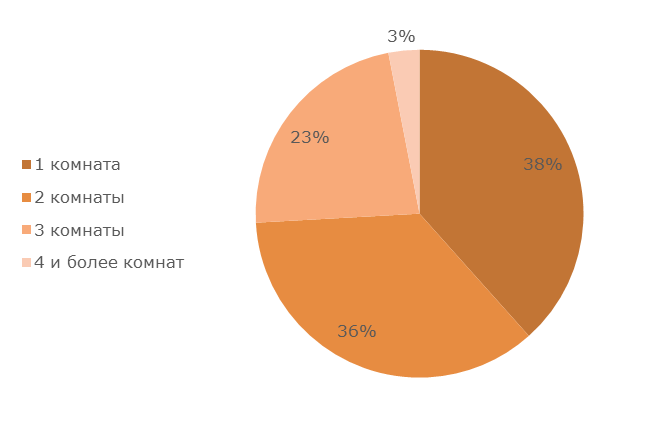 3%
23%
38%
1 комната
2 комнаты
3 комнаты
4 и более комнат
36%